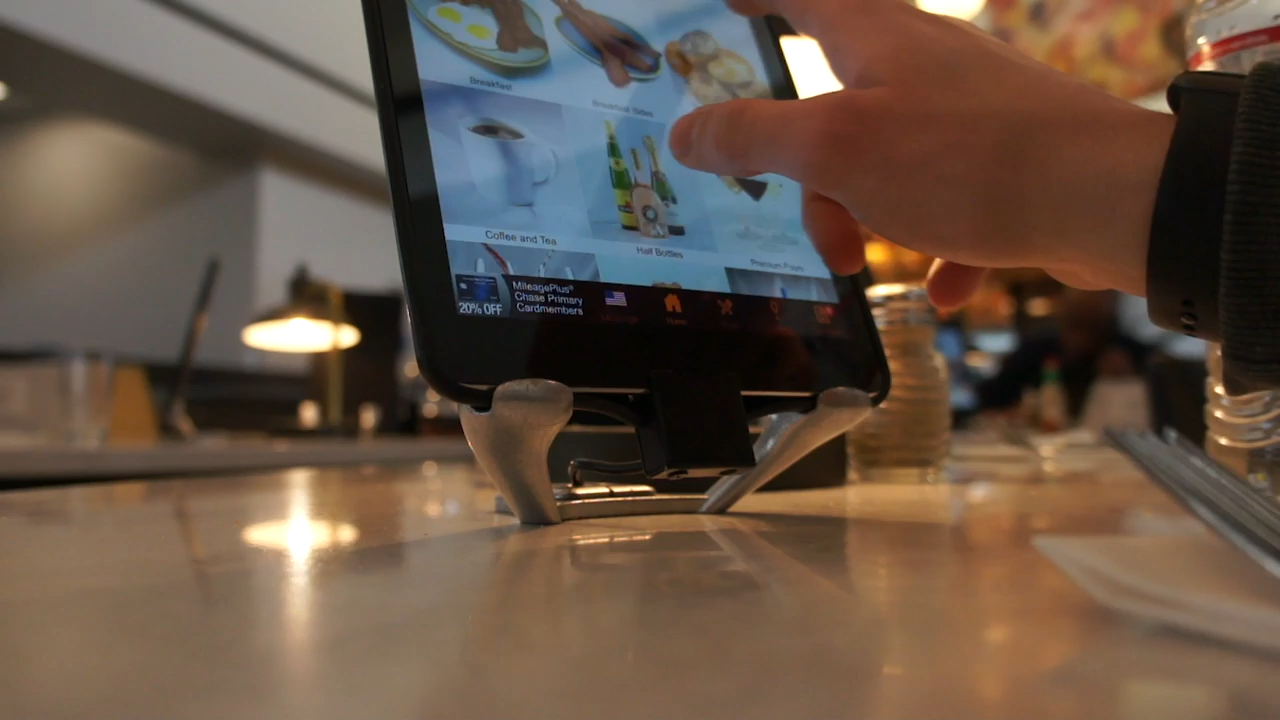 Breakfast
Breakfast Sides
Coffee and Tea
Half Bottles
Premium Pours
MileagePlus®
Chase Primary
Cardmembers
20% OFF
Home